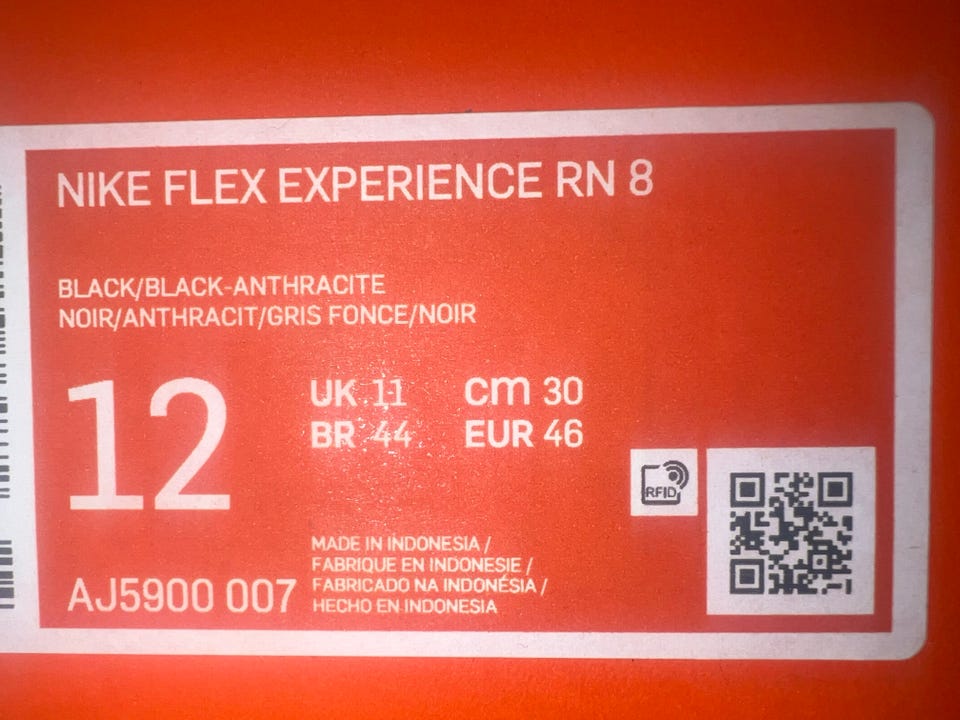 NIKE FLEX EXPERIENCE RN 8
BLACK/BLACK-ANTHRACITE
NOIR/ANTHRACIT/GRIS FONCE/NOIR
12
UK 11 cm 30
BR 44 EUR 46
RFID
MADE IN INDONESIA /
FABRIQUE EN INDONESIE /
FABRICADO NA INDONÉSIA /
HECHO EN INDONESIA
AJ5900 007